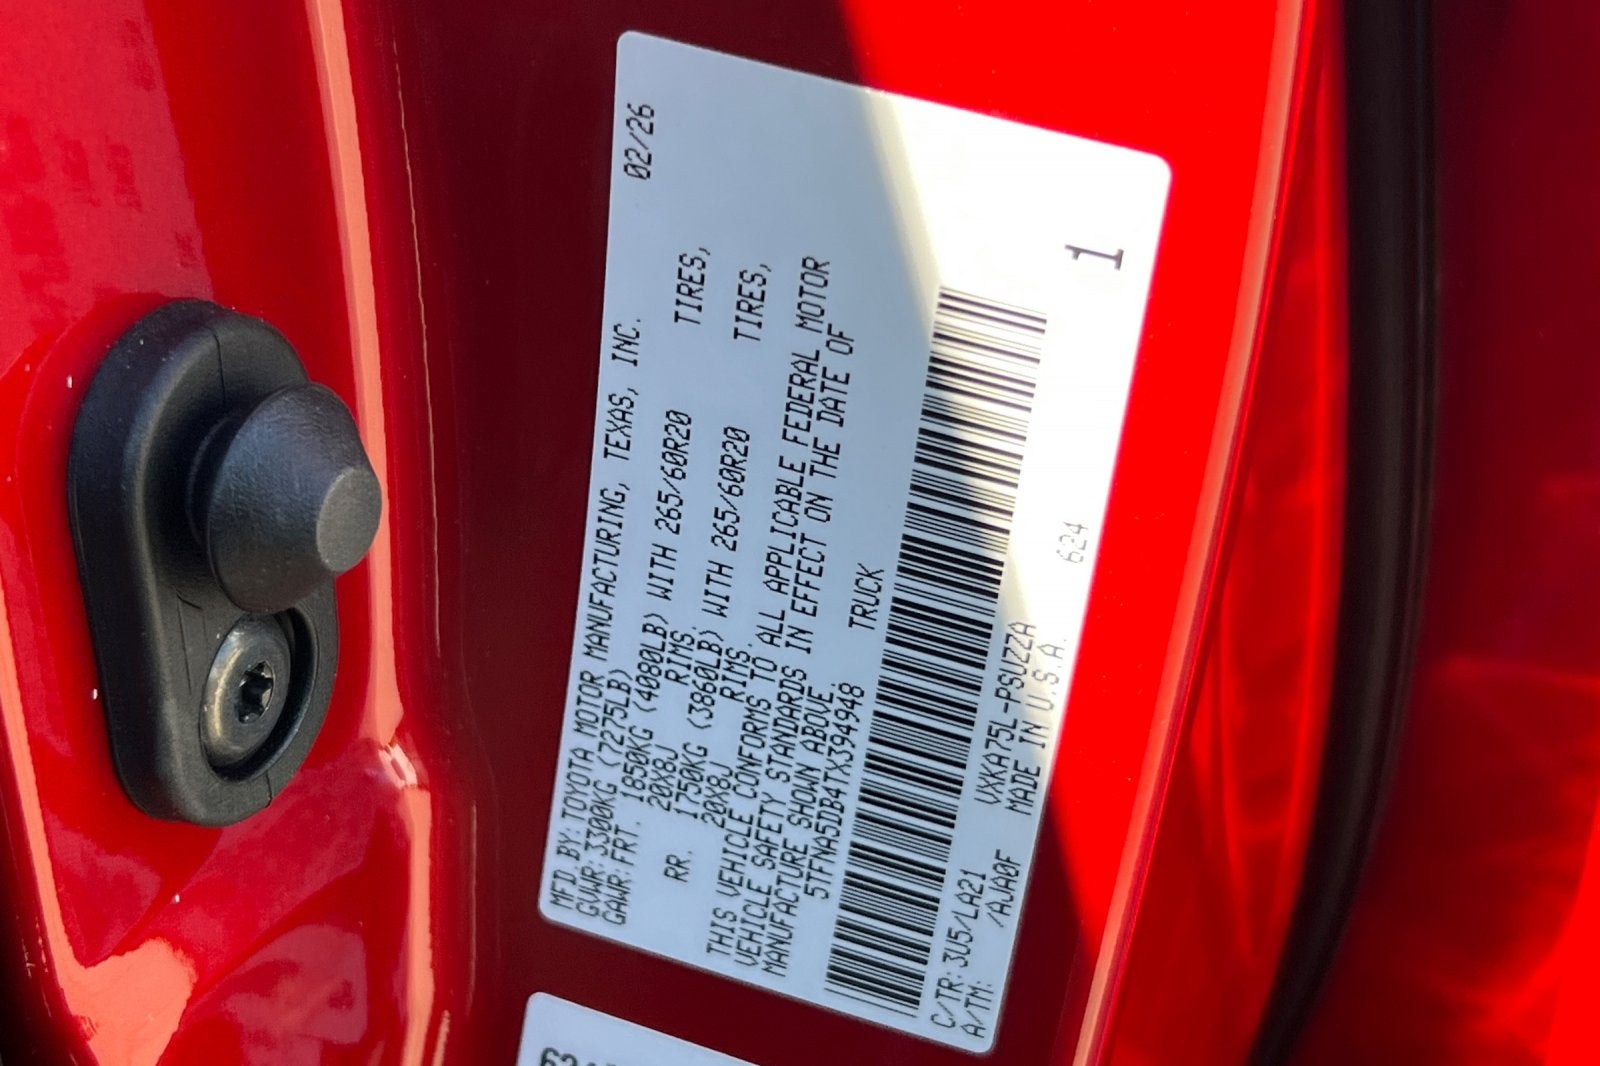 MFD.BY:TOYOTA MOTOR MANUFACTURING, TEXAS, INC. 02/26
GVWR:3300KG (7275LB)
GAWR:FRT. 1850KG (4080LB) WITH 265/60R20 TIRES,
20X8J RIMS.
RR. 1750KG (3860LB) WITH 265/60R20 TIRES,
20X8J RIMS.
THIS VEHICLE CONFORMS TO ALL APPLICABLE FEDERAL MOTOR
VEHICLE SAFETY STANDARDS IN EFFECT ON THE DATE OF
MANUFACTURE SHOWN ABOVE.
5TFNA5DB4TX394948 TRUCK
C/TR:3U5/LA21 VXKA75L-PSUZZA 624 1
A/TM: /AJA0F MADE IN U.S.A.